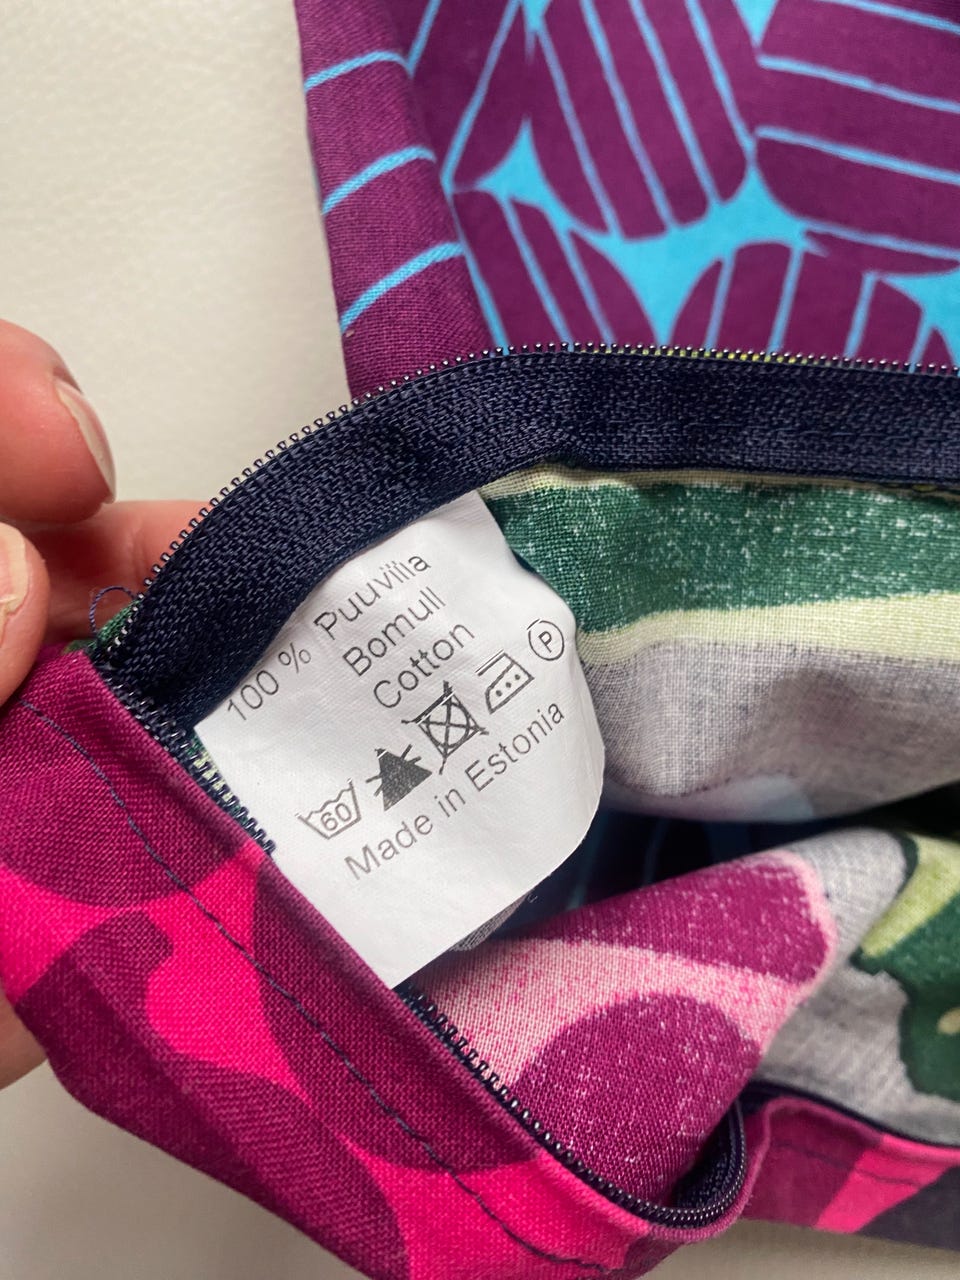 100 % Puuvilla
Bomull
Cotton
60 P
Made in Estonia